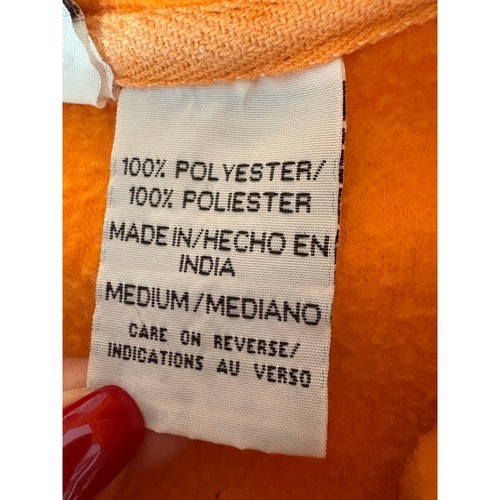 100% POLYESTER/
100% POLIESTER
MADE IN/HECHO EN
INDIA
MEDIUM/MEDIANO
CARE ON REVERSE/
INDICATIONS AU VERSO